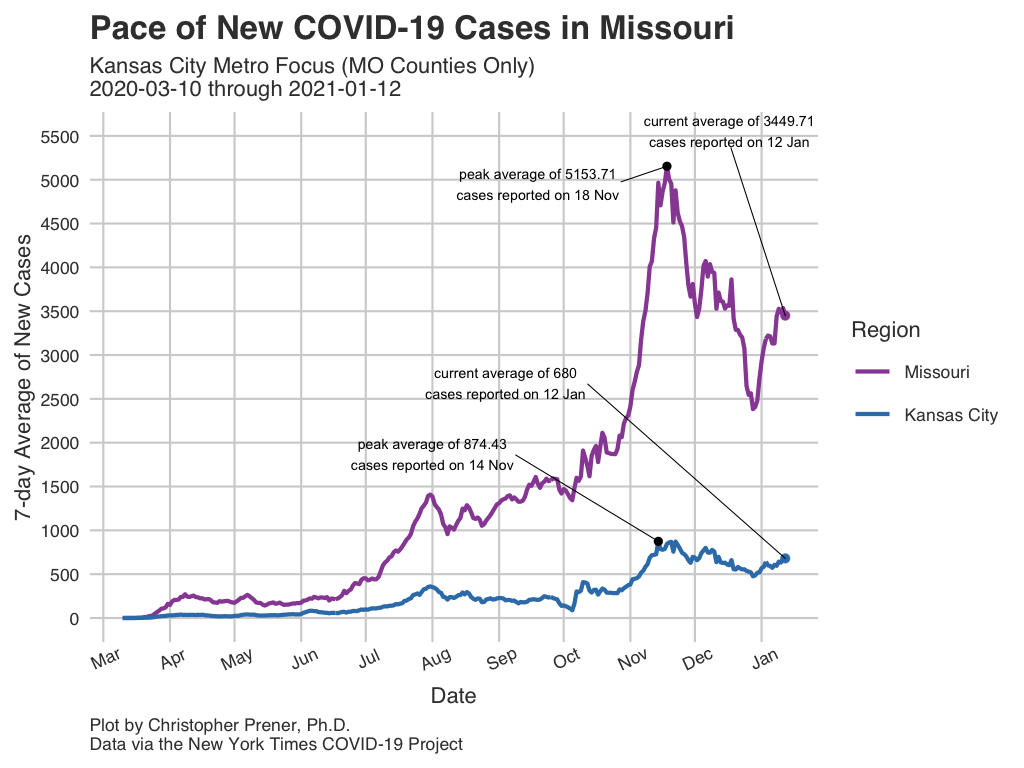 Pace of New COVID-19 Cases in Missouri
Kansas City Metro Focus (MO Counties Only)
2020-03-10 through 2021-01-12
current average of 3449.71
cases reported on 12 Jan
peak average of 5153.71
cases reported on 18 Nov
current average of 680
cases reported on 12 Jan
peak average of 874.43
cases reported on 14 Nov
7-day Average of New Cases
5500
5000
4500
4000
3500
3000
2500
2000
1500
1000
500
0
Mar
Apr
May
Jun
Jul
Aug
Sep
Oct
Nov
Dec
Jan
Date
Region
Missouri
Kansas City
Plot by Christopher Prener, Ph.D.
Data via the New York Times COVID-19 Project